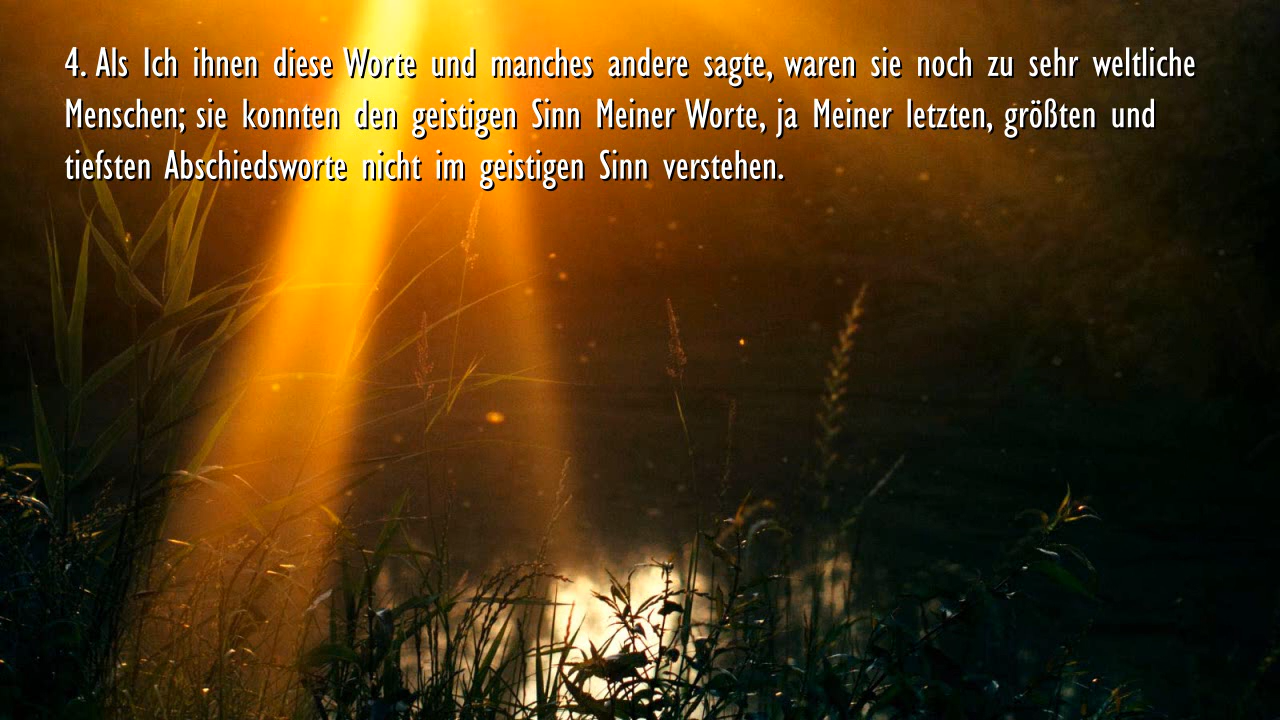 4. Als Ich ihnen diese Worte und manches andere sagte, waren sie noch zu sehr weltliche
Menschen; sie konnten den geistigen Sinn Meiner Worte, ja Meiner letzten, größten und
tiefsten Abschiedsworte nicht im geistigen Sinn verstehen.